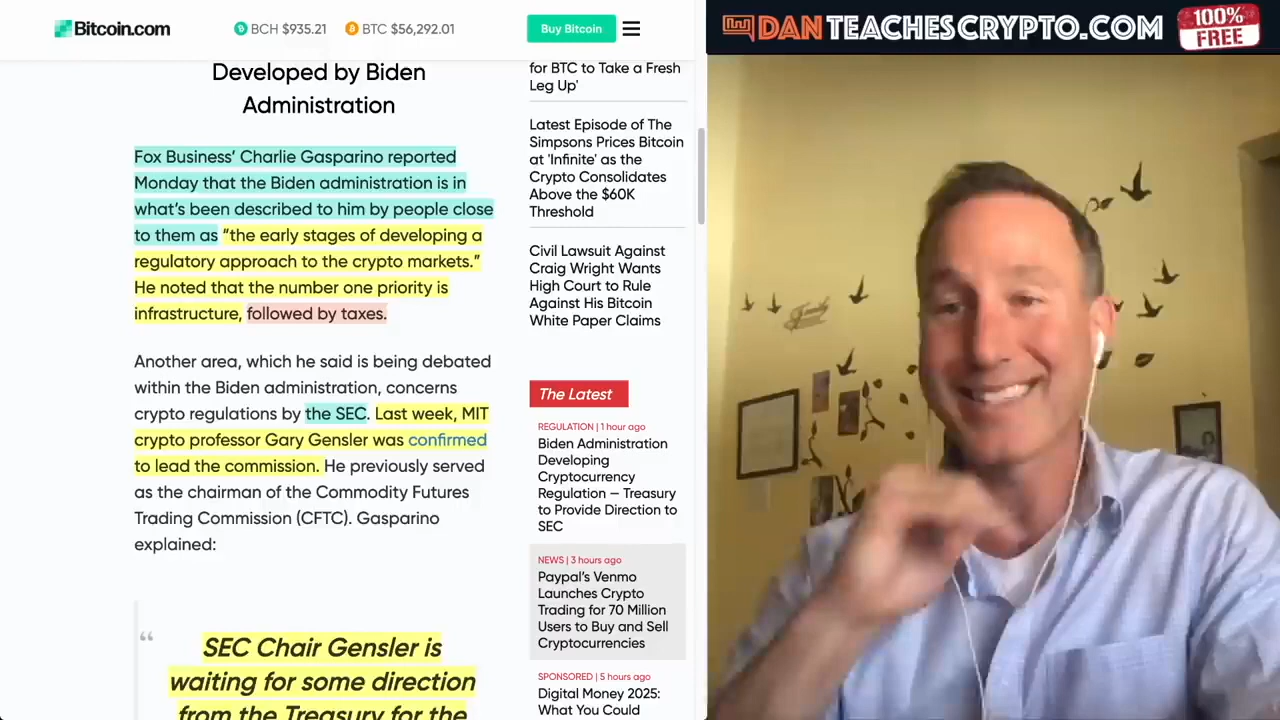 Bitcoin.com
BCH $935.21
BTC $56,292.01
Buy Bitcoin
DANTEACHESCRYPTO.COM
100%
FREE
Developed by Biden
Administration
Fox Business’ Charlie Gasparino reported
Monday that the Biden administration is in
what’s been described to him by people close
to them as “the early stages of developing a
regulatory approach to the crypto markets.”
He noted that the number one priority is
infrastructure, followed by taxes.
Another area, which he said is being debated
within the Biden administration, concerns
crypto regulations by the SEC. Last week, MIT
crypto professor Gary Gensler was confirmed
to lead the commission. He previously served
as the chairman of the Commodity Futures
Trading Commission (CFTC). Gasparino
explained:
“
SEC Chair Gensler is
waiting for some direction
from the Treasury for the
for BTC to Take a Fresh
Leg Up'
Latest Episode of The
Simpsons Prices Bitcoin
at 'Infinite' as the
Crypto Consolidates
Above the $60K
Threshold
Civil Lawsuit Against
Craig Wright Wants
High Court to Rule
Against His Bitcoin
White Paper Claims
The Latest
REGULATION | 1 hour ago
Biden Administration
Developing
Cryptocurrency
Regulation — Treasury
to Provide Direction to
SEC
NEWS | 3 hours ago
Paypal’s Venmo
Launches Crypto
Trading for 70 Million
Users to Buy and Sell
Cryptocurrencies
SPONSORED | 5 hours ago
Digital Money 2025:
What You Could